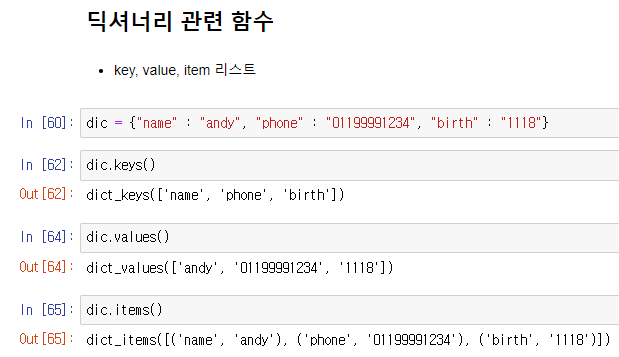 딕셔너리 관련 함수
key, value, item 리스트
In [60]: dic = {"name" : "andy", "phone" : "01199991234", "birth" : "1118"}
In [62]: dic.keys()
Out[62]: dict_keys(['name', 'phone', 'birth'])
In [64]: dic.values()
Out[64]: dict_values(['andy', '01199991234', '1118'])
In [65]: dic.items()
Out[65]: dict_items([('name', 'andy'), ('phone', '01199991234'), ('birth', '1118')])